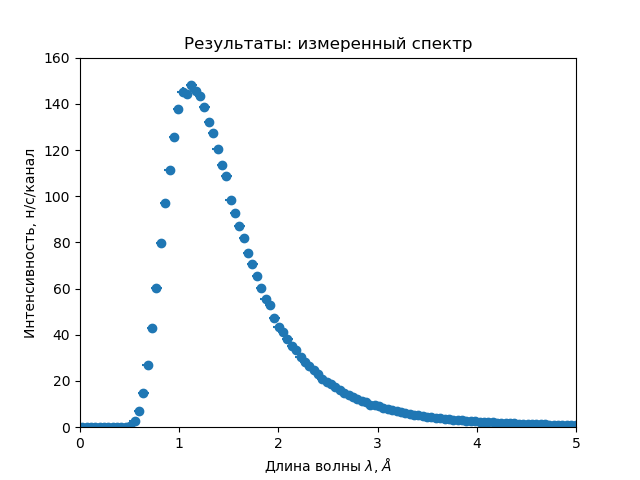 Результаты: измеренный спектр
Интенсивность, н/с/канал
160
140
120
100
80
60
40
20
0
0 1 2 3 4 5
Длина волны λ, Å